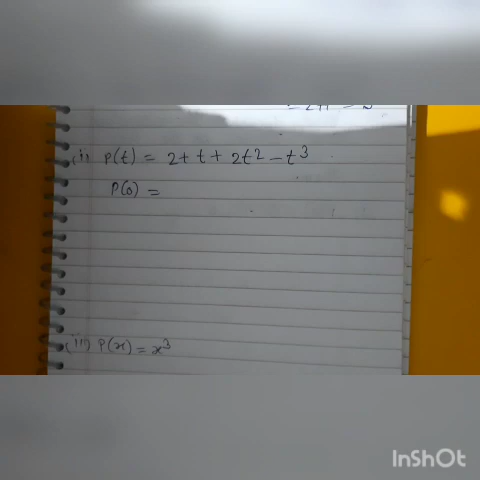 (ii) p(t) = 2 + t + 2t² - t³
p(0) =
(iii) p(x) = x³
InShOt